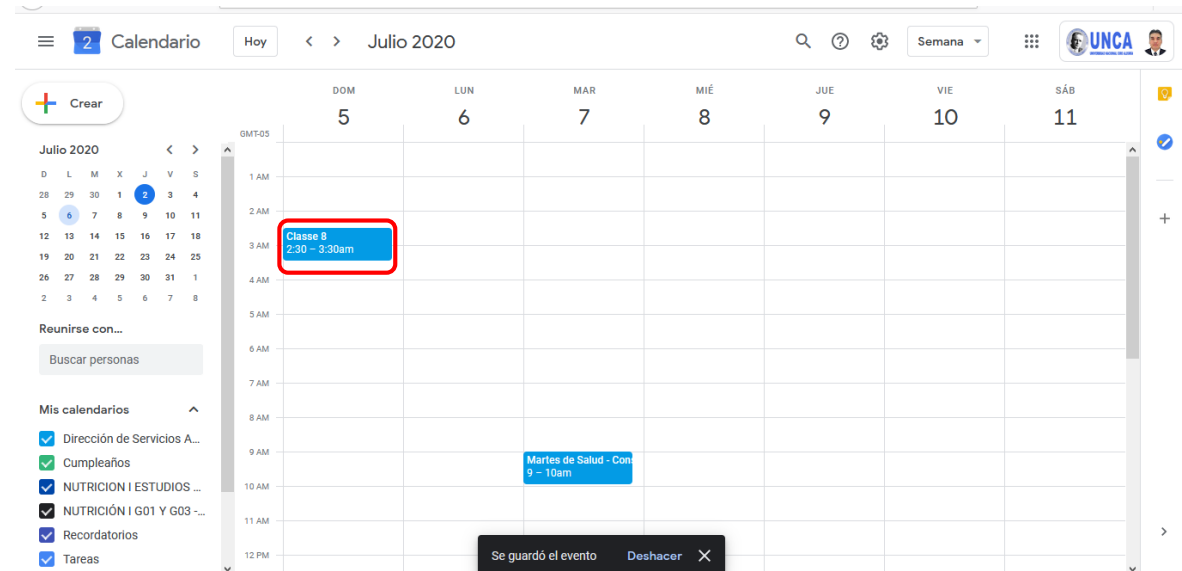 2
Calendario
Hoy
Julio 2020
Semana
UNCA
Crear
DOM
LUN
MAR
MIÉ
JUE
VIE
SÁB
5
6
7
8
9
10
11
GMT-05
Julio 2020
D L M X J V S
28 29 30 1 2 3 4
5 6 7 8 9 10 11
12 13 14 15 16 17 18
19 20 21 22 23 24 25
26 27 28 29 30 31 1
2 3 4 5 6 7 8
Reunirse con...
Buscar personas
Mis calendarios
Dirección de Servicios A...
Cumpleaños
NUTRICION I ESTUDIOS ...
NUTRICIÓN I G01 Y G03 -...
Recordatorios
Tareas
1 AM
2 AM
3 AM
4 AM
5 AM
6 AM
7 AM
8 AM
9 AM
10 AM
11 AM
12 PM
Classe 8
2:30 – 3:30am
Martes de Salud - Con
9 – 10am
Se guardó el evento Deshacer